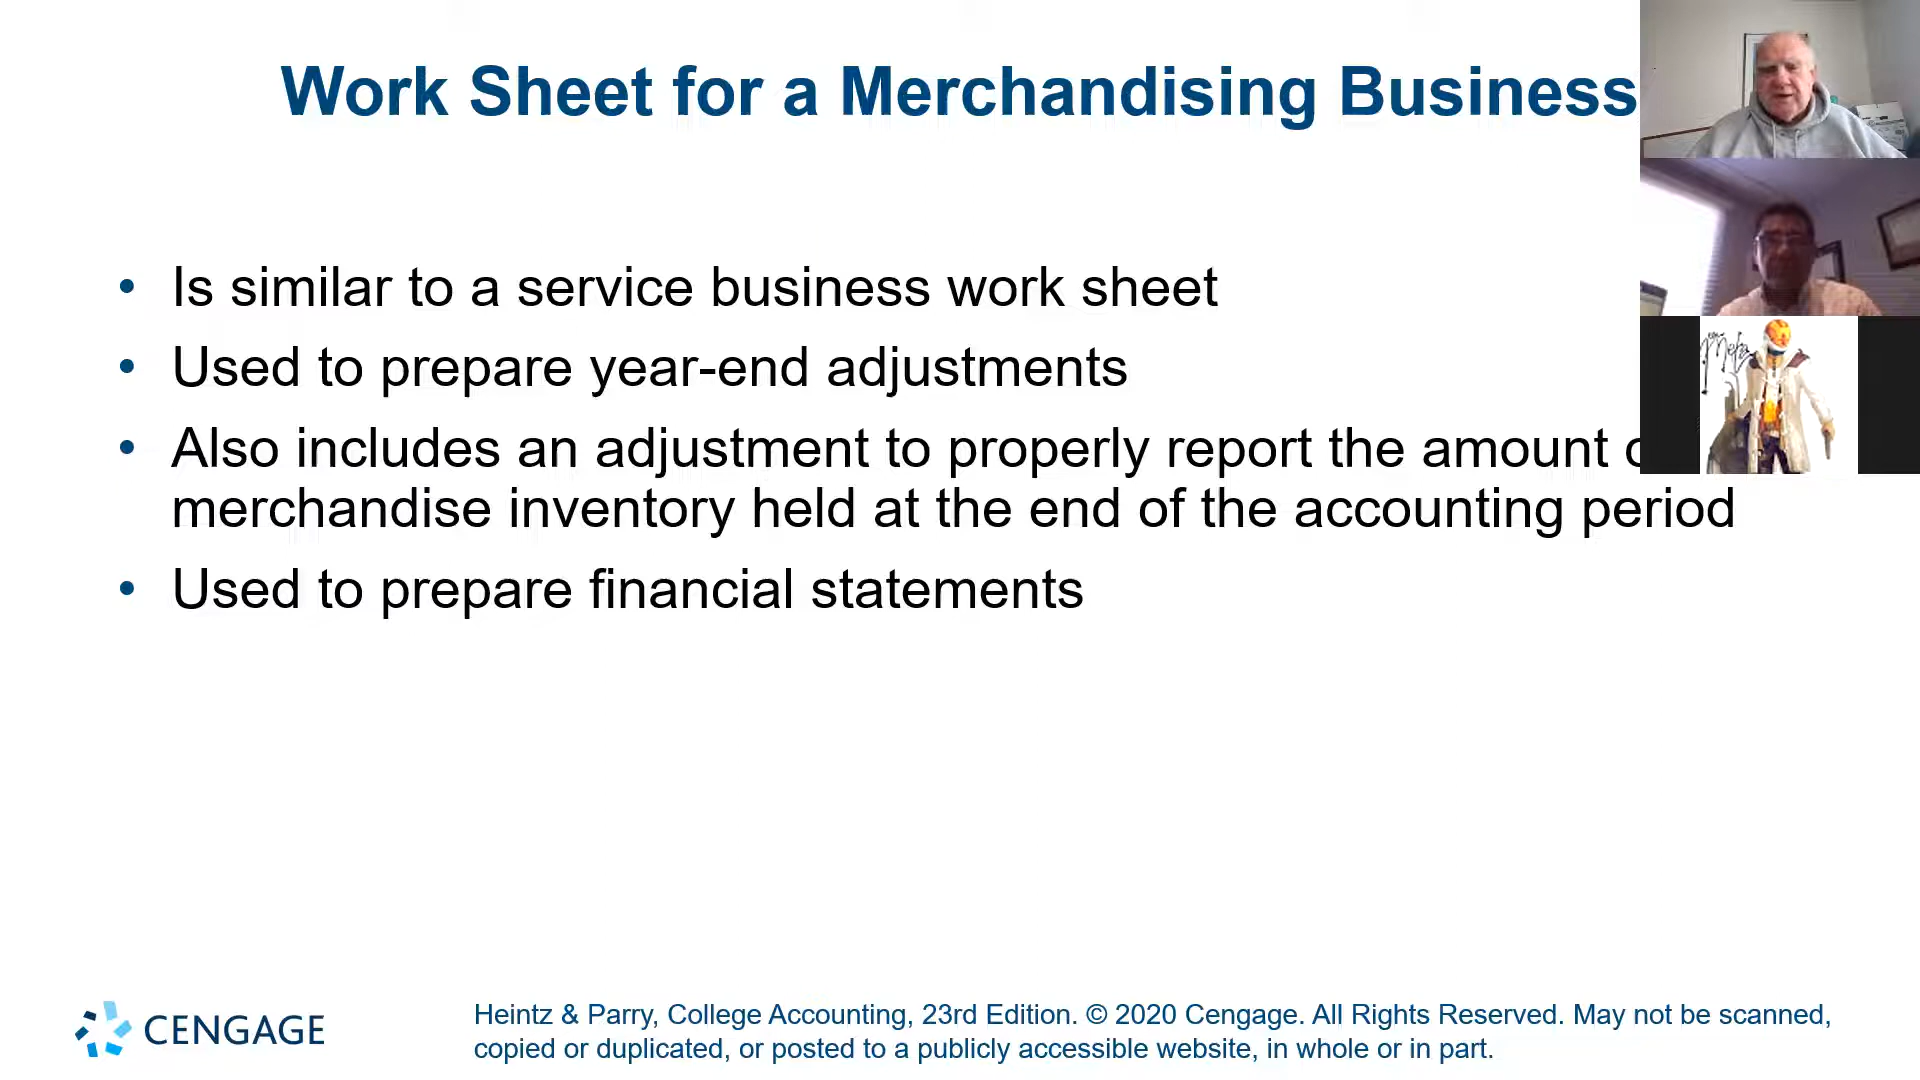 Work Sheet for a Merchandising Business
• Is similar to a service business work sheet
• Used to prepare year-end adjustments
• Also includes an adjustment to properly report the amount
merchandise inventory held at the end of the accounting period
• Used to prepare financial statements
CENGAGE
Heintz & Parry, College Accounting, 23rd Edition. © 2020 Cengage. All Rights Reserved. May not be scanned,
copied or duplicated, or posted to a publicly accessible website, in whole or in part.